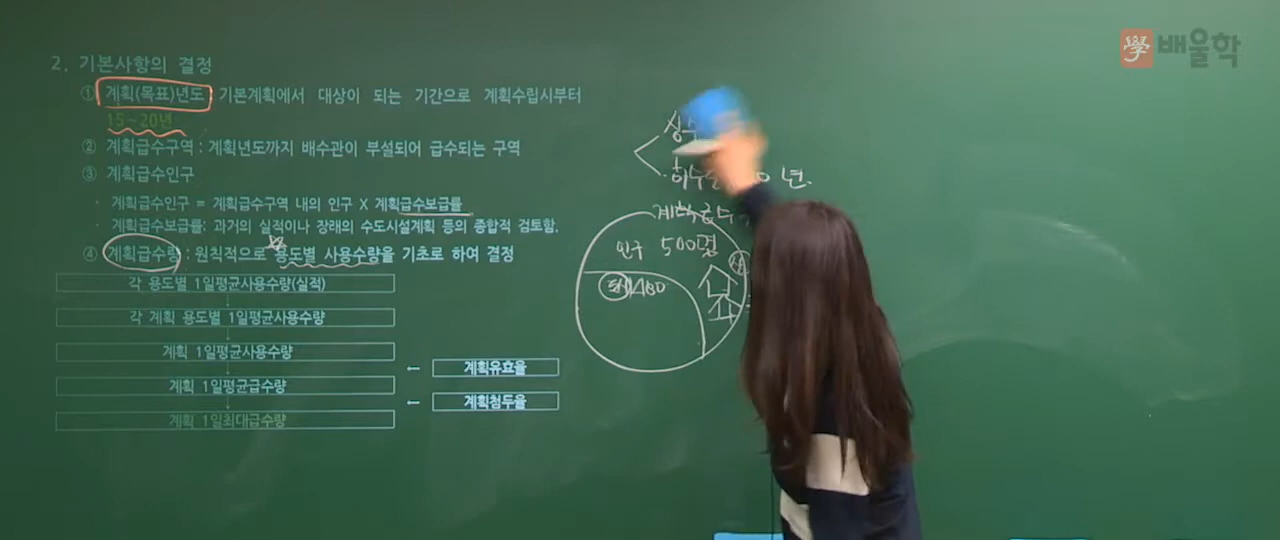 學 배울학
2. 기본사항의 결정
① 계획(목표)년도 : 기본계획에서 대상이 되는 기간으로 계획수립시부터
15~20년
② 계획급수구역 : 계획년도까지 배수관이 부설되어 급수되는 구역
③ 계획급수인구
· 계획급수인구 = 계획급수구역 내의 인구 X 계획급수보급률
· 계획급수보급률: 과거의 실적이나 장래의 수도시설계획 등의 종합적 검토함.
④ 계획급수량 : 원칙적으로 용도별 사용수량을 기초로 하여 결정
각 용도별 1일평균사용수량(실적)
각 계획 용도별 1일평균사용수량
계획 1일평균사용수량
← 계획유효율
계획 1일평균급수량
← 계획첨두율
계획 1일최대급수량
년.
계획급수
인구 500명